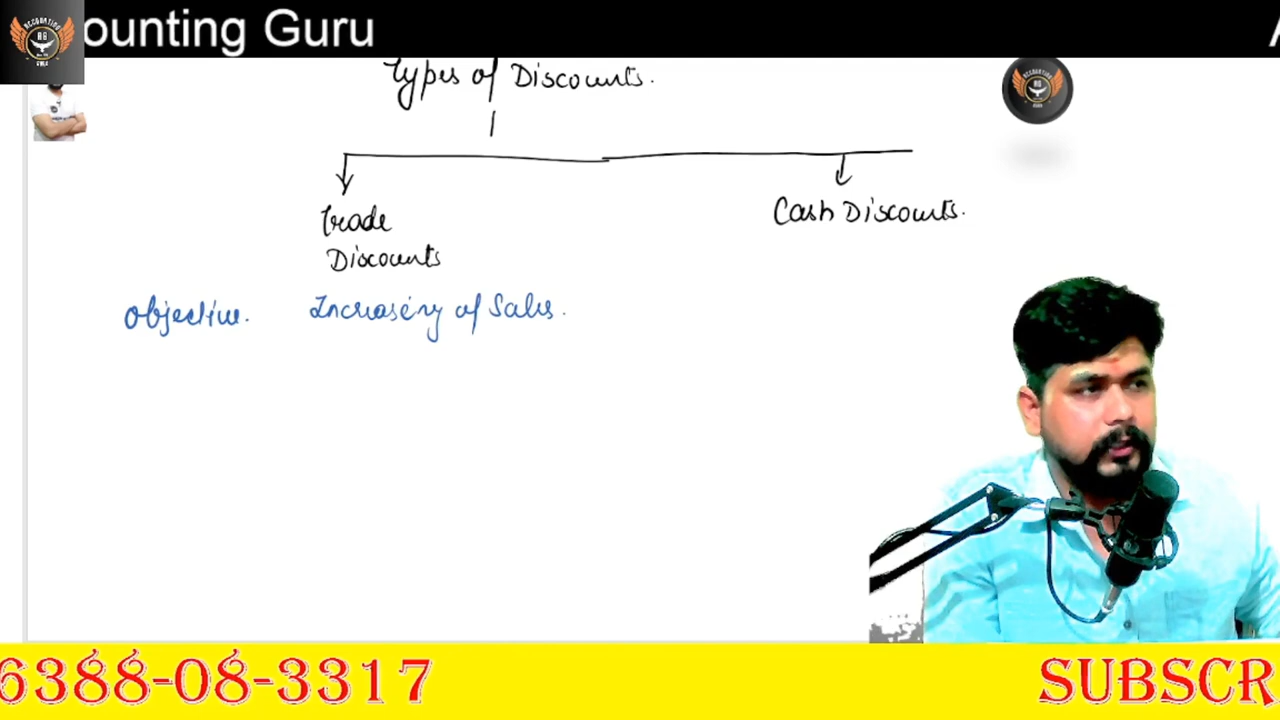 ounting Guru
A
Types of Discounts.
Trade
Discounts
Cash Discounts.
Objective. Increasing of Sales.
6388-08-3317
SUBSCR